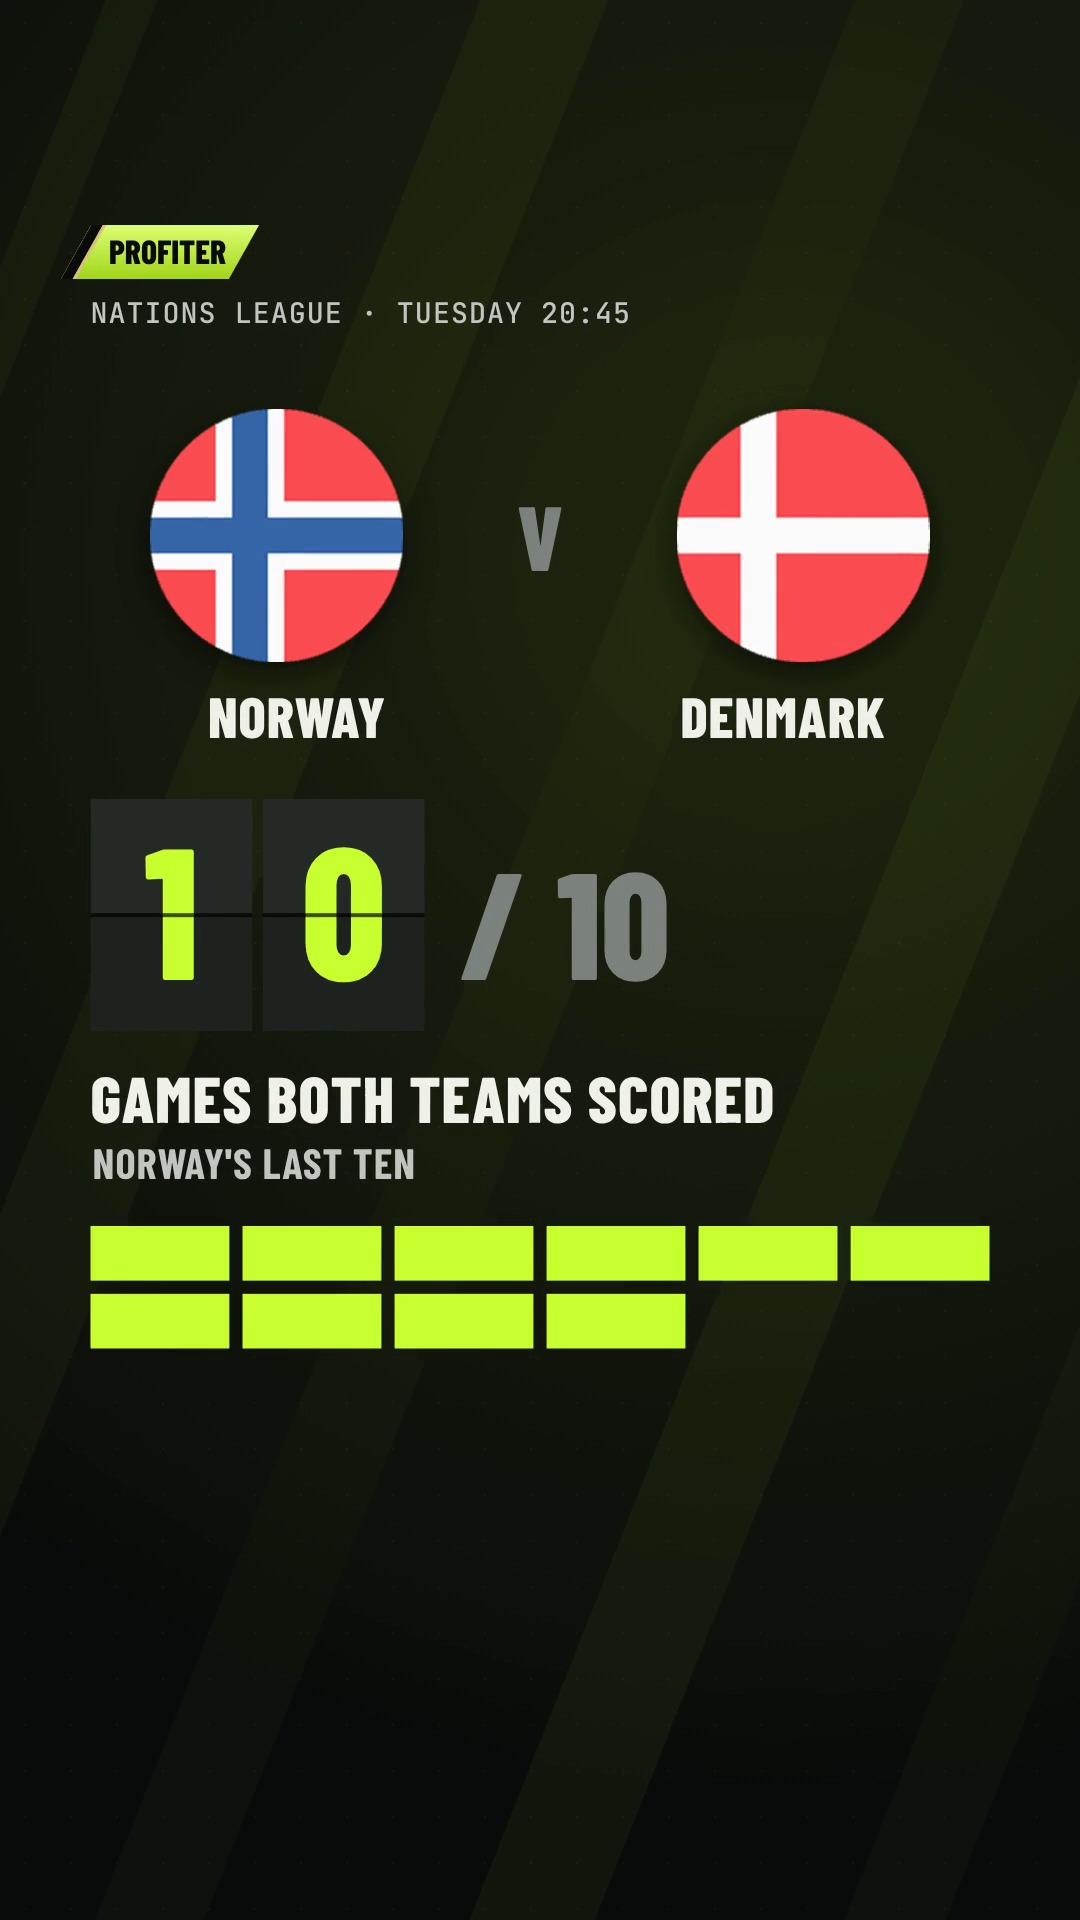 PROFITER
NATIONS LEAGUE · TUESDAY 20:45
V
NORWAY DENMARK
10 / 10
GAMES BOTH TEAMS SCORED
NORWAY'S LAST TEN